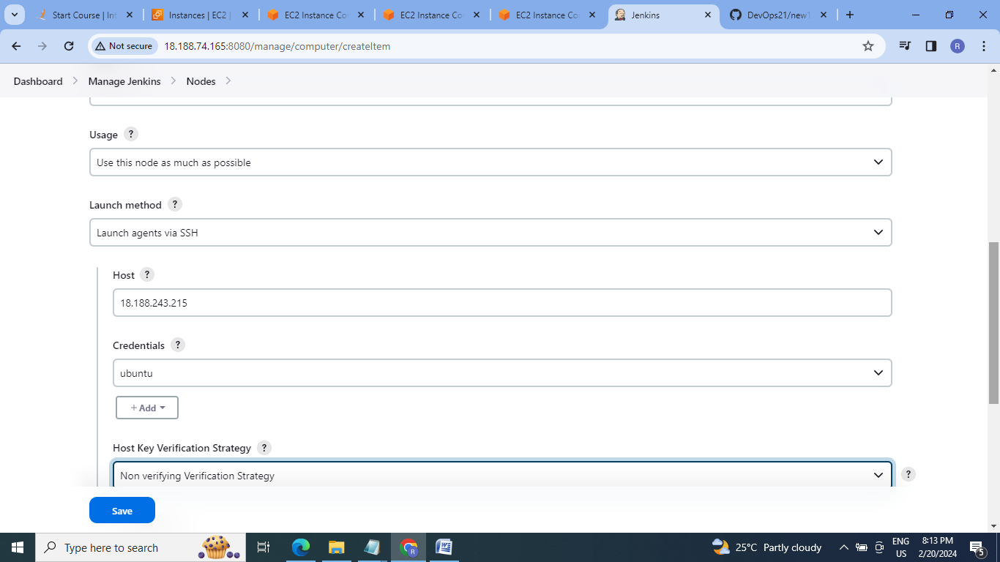 Start Course | Int
Instances | EC2 |
EC2 Instance Co
EC2 Instance Co
EC2 Instance Co
Jenkins
DevOps21/new1
Not secure
18.188.74.165:8080/manage/computer/createItem
R
Dashboard
Manage Jenkins
Nodes
Usage ?
Use this node as much as possible
Launch method ?
Launch agents via SSH
Host ?
18.188.243.215
Credentials ?
ubuntu
+ Add
Host Key Verification Strategy ?
Non verifying Verification Strategy
?
Save
Type here to search
R
W
25°C Partly cloudy
ENG
US
8:13 PM
2/20/2024
5